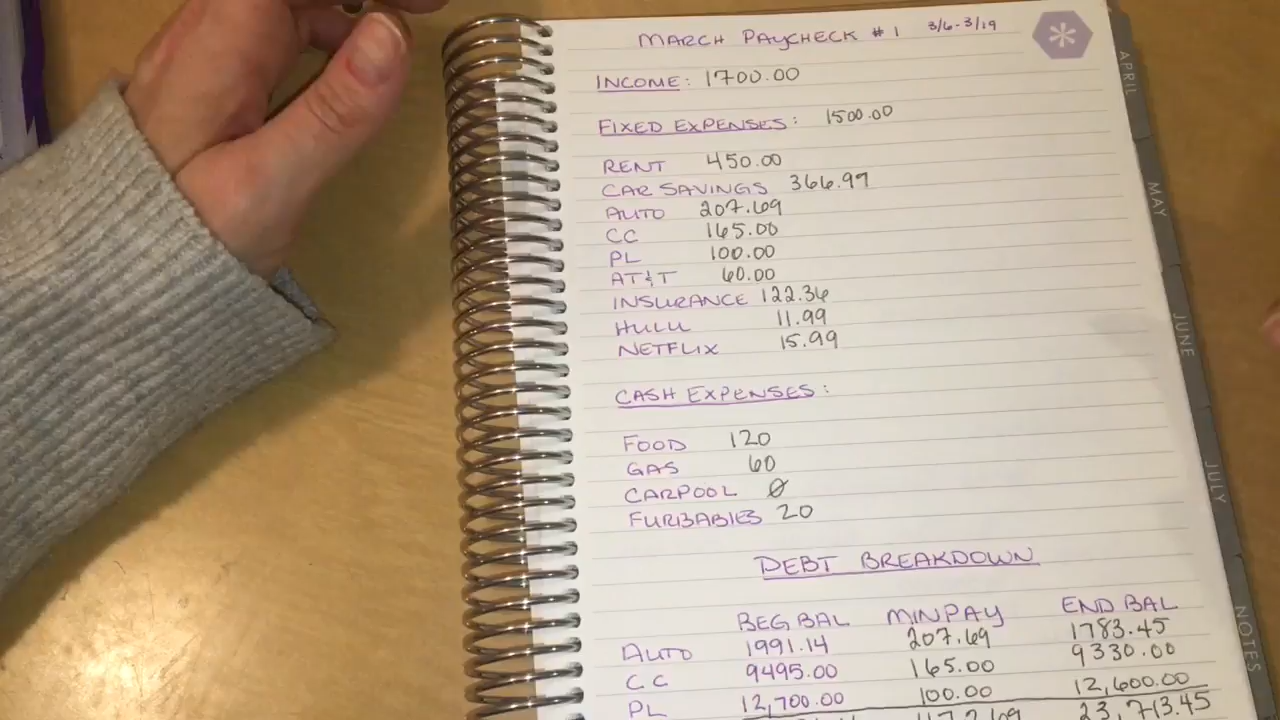 MARCH PAYCHECK #1 3/6-3/19
INCOME: 1700.00
FIXED EXPENSES: 1500.00
RENT 450.00
CAR SAVINGS 366.97
AUTO 207.69
CC 165.00
PL 100.00
AT&T 60.00
INSURANCE 122.36
HULU 11.99
NETFLIX 15.99
CASH EXPENSES:
FOOD 120
GAS 60
CARPOOL 0
FURBABIES 20
DEBT BREAKDOWN
BEG BAL MIN PAY END BAL
AUTO 1991.14 207.69 1783.45
CC 9495.00 165.00 9330.00
PL 12,700.00 100.00 12,600.00
23,713.45
APRIL
MAY
JUNE
JULY
NOTES